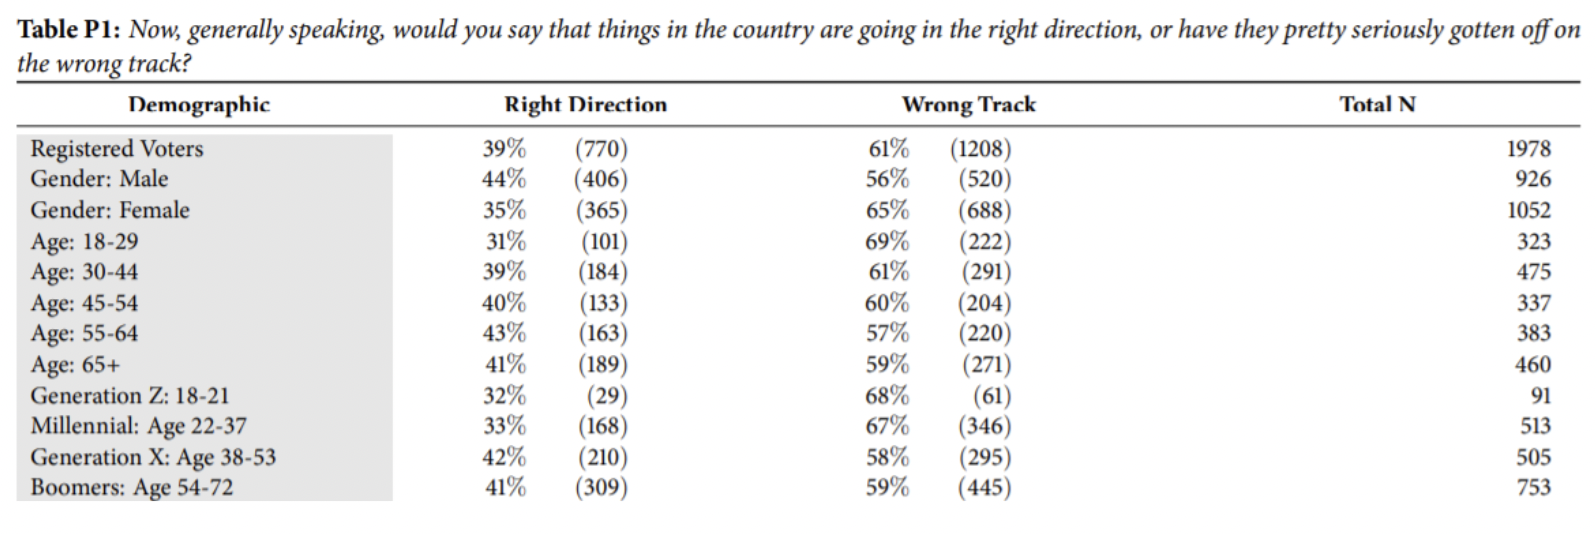 Table P1: Now, generally speaking, would you say that things in the country are going in the right direction, or have they pretty seriously gotten off on
the wrong track?
Demographic Right Direction Wrong Track Total N
Registered Voters 39% (770) 61% (1208) 1978
Gender: Male 44% (406) 56% (520) 926
Gender: Female 35% (365) 65% (688) 1052
Age: 18-29 31% (101) 69% (222) 323
Age: 30-44 39% (184) 61% (291) 475
Age: 45-54 40% (133) 60% (204) 337
Age: 55-64 43% (163) 57% (220) 383
Age: 65+ 41% (189) 59% (271) 460
Generation Z: 18-21 32% (29) 68% (61) 91
Millennial: Age 22-37 33% (168) 67% (346) 513
Generation X: Age 38-53 42% (210) 58% (295) 505
Boomers: Age 54-72 41% (309) 59% (445) 753